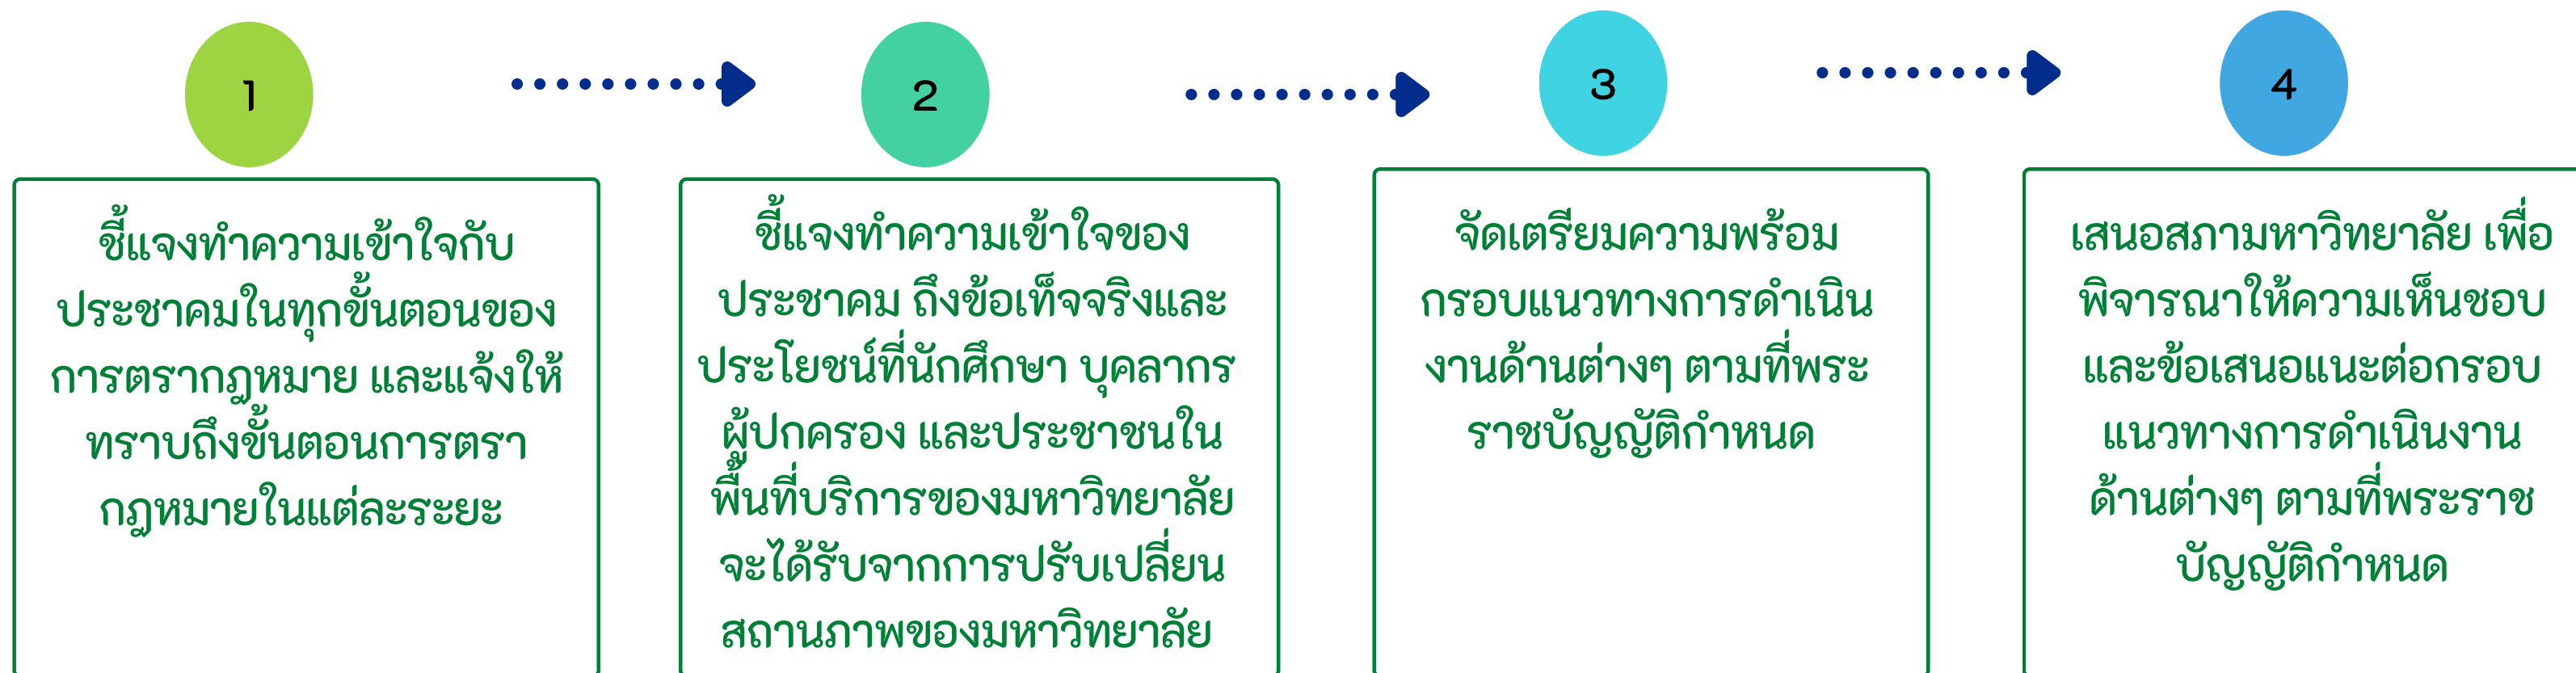 1
ชี้แจงทำความเข้าใจกับ
ประชาคมในทุกขั้นตอนของ
การตรากฎหมาย และแจ้งให้
ทราบถึงขั้นตอนการตรา
กฎหมายในแต่ละระยะ
2
ชี้แจงทำความเข้าใจของ
ประชาคม ถึงข้อเท็จจริงและ
ประโยชน์ที่นักศึกษา บุคลากร
ผู้ปกครอง และประชาชนใน
พื้นที่บริการของมหาวิทยาลัย
จะได้รับจากการปรับเปลี่ยน
สถานภาพของมหาวิทยาลัย
3
จัดเตรียมความพร้อม
กรอบแนวทางการดำเนิน
งานด้านต่างๆ ตามที่พระ
ราชบัญญัติกำหนด
4
เสนอสภามหาวิทยาลัย เพื่อ
พิจารณาให้ความเห็นชอบ
และข้อเสนอแนะต่อกรอบ
แนวทางการดำเนินงาน
ด้านต่างๆ ตามที่พระราช
บัญญัติกำหนด